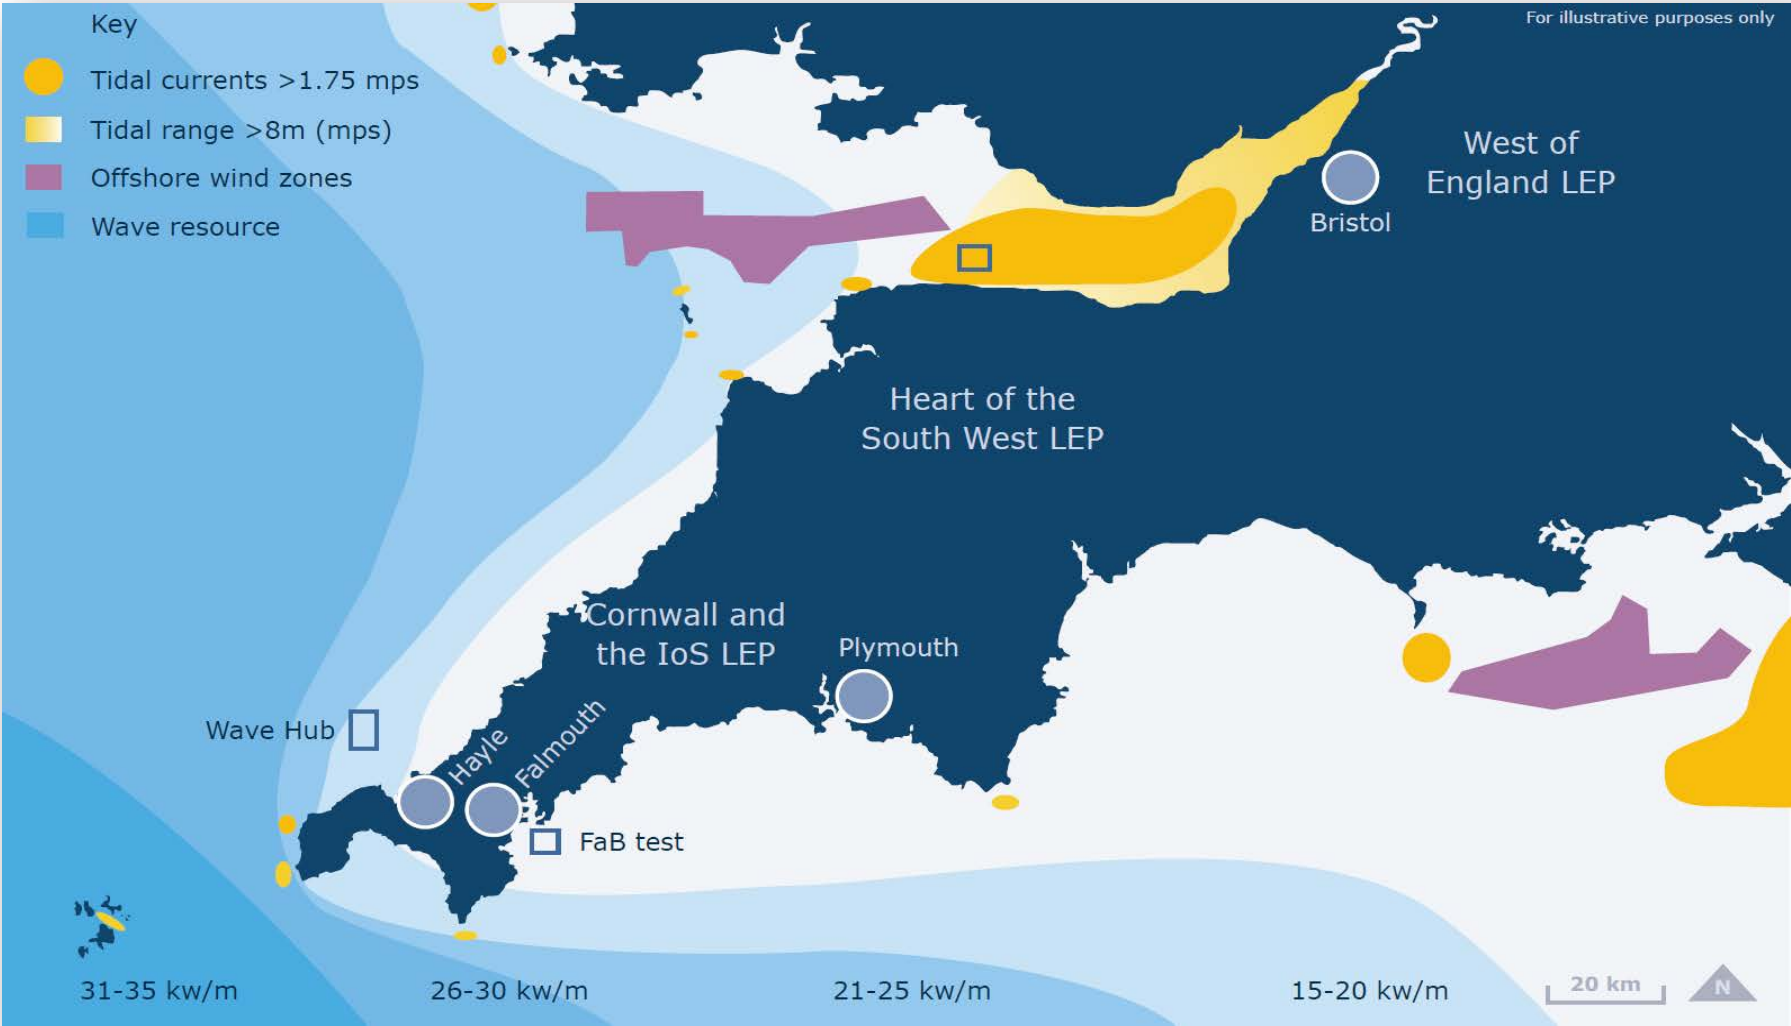 Key
For illustrative purposes only
Tidal currents >1.75 mps
Tidal range >8m (mps)
Offshore wind zones
Wave resource
West of
England LEP
Bristol
Heart of the
South West LEP
Cornwall and
the IoS LEP
Plymouth
Wave Hub
Hayle
Falmouth
FaB test
31-35 kw/m
26-30 kw/m
21-25 kw/m
15-20 kw/m
20 km
N